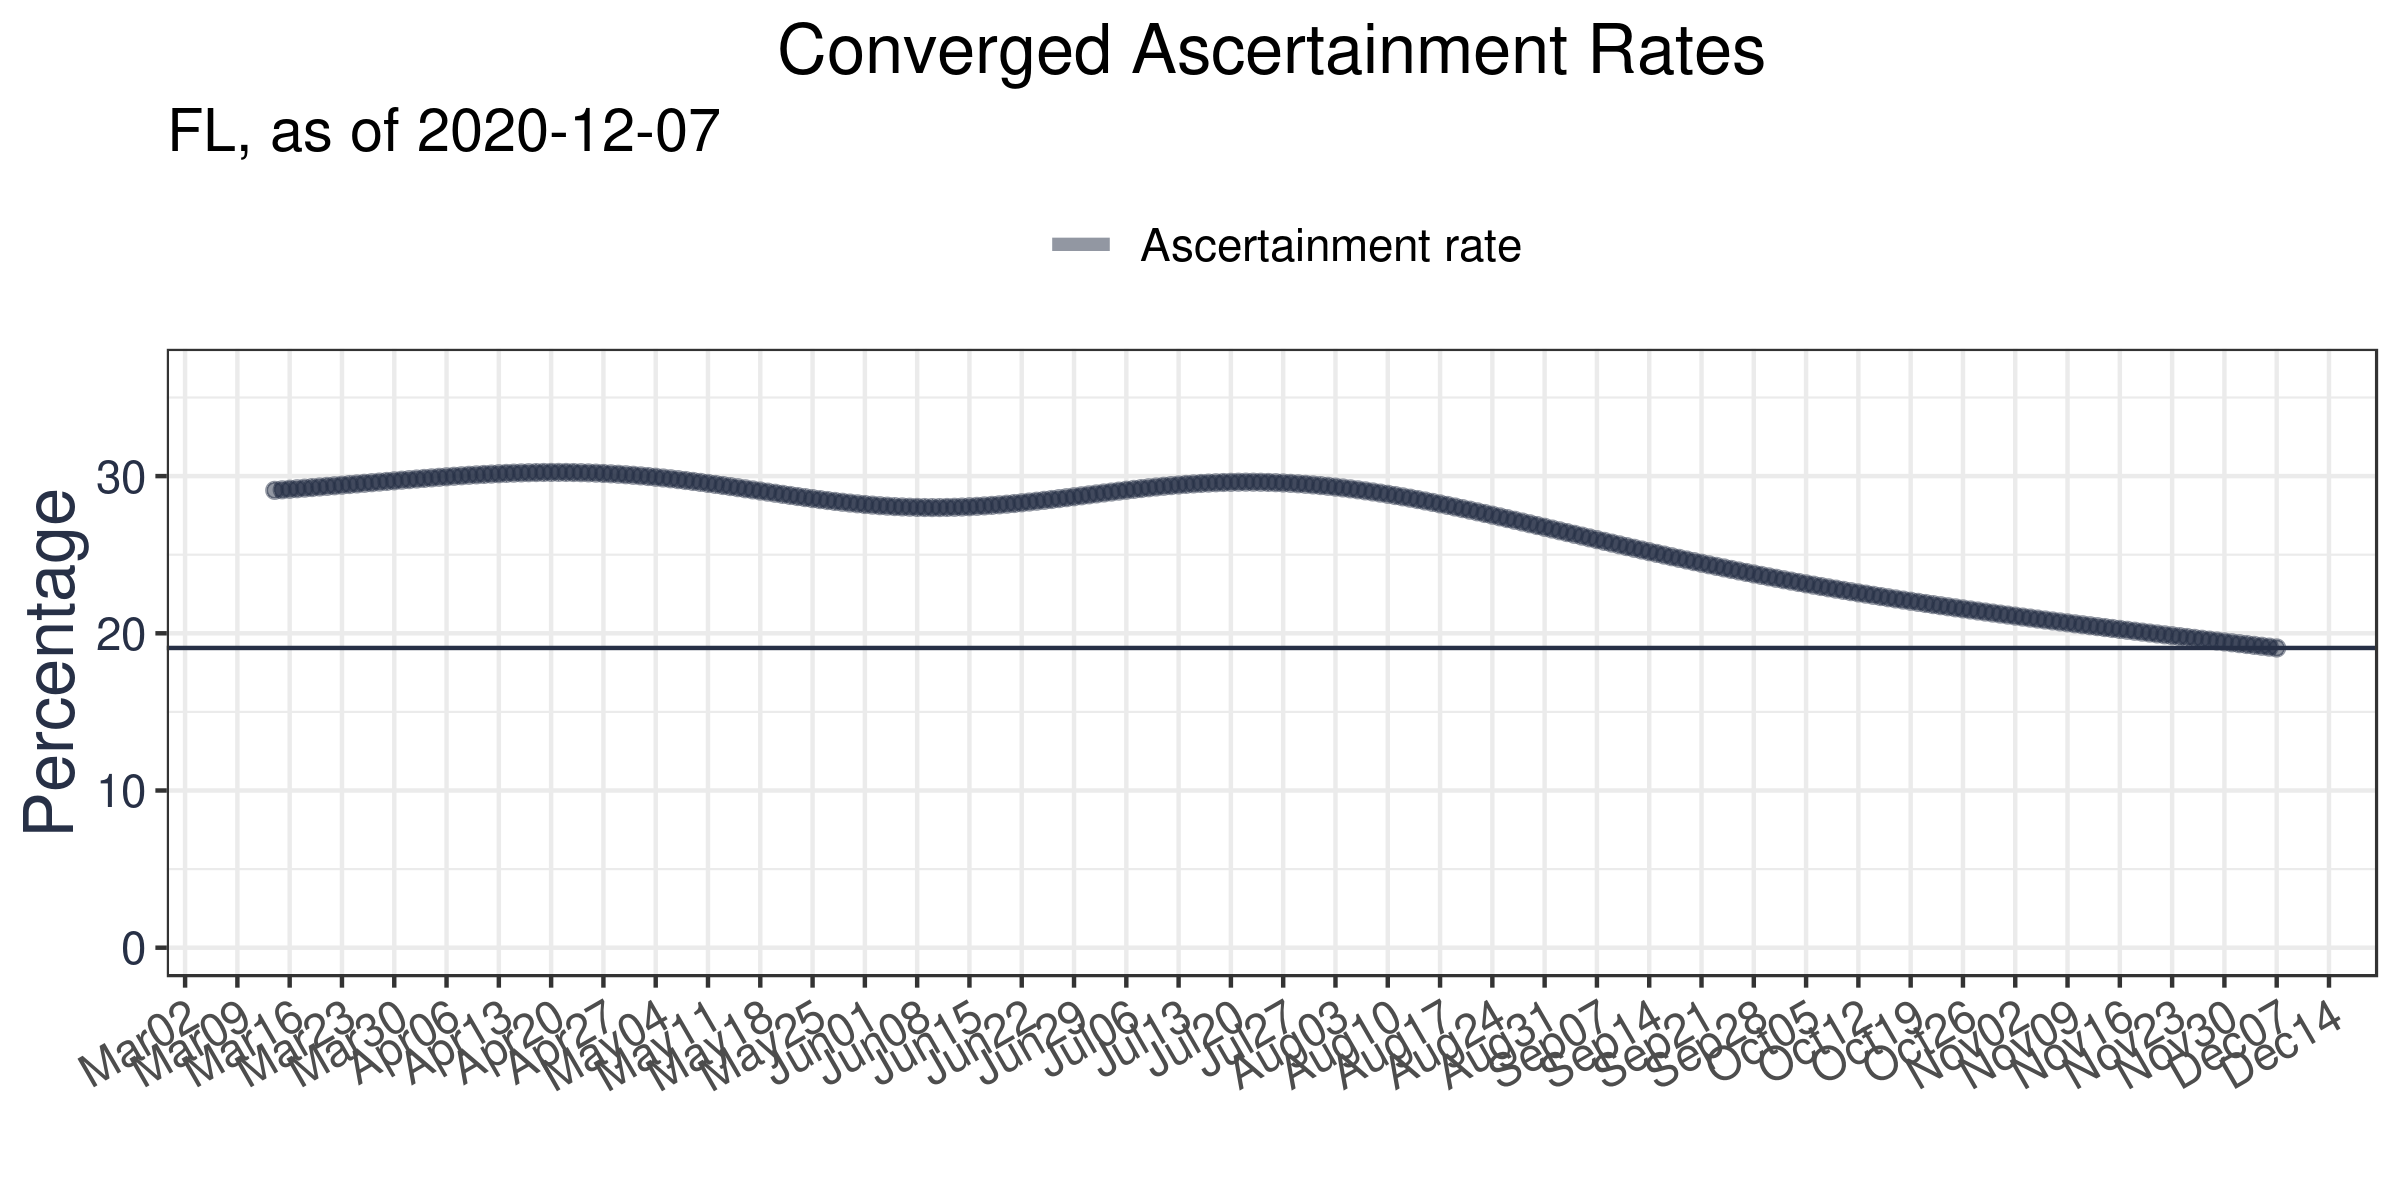 Converged Ascertainment Rates
FL, as of 2020-12-07
Ascertainment rate
Percentage
30
20
10
0
Mar02
Mar09
Mar16
Mar23
Mar30
Apr06
Apr13
Apr20
Apr27
May04
May11
May18
May25
Jun01
Jun08
Jun15
Jun22
Jun29
Jul06
Jul13
Jul20
Jul27
Aug03
Aug10
Aug17
Aug24
Aug31
Sep07
Sep14
Sep21
Sep28
Oct05
Oct12
Oct19
Oct26
Nov02
Nov09
Nov16
Nov23
Nov30
Dec07
Dec14